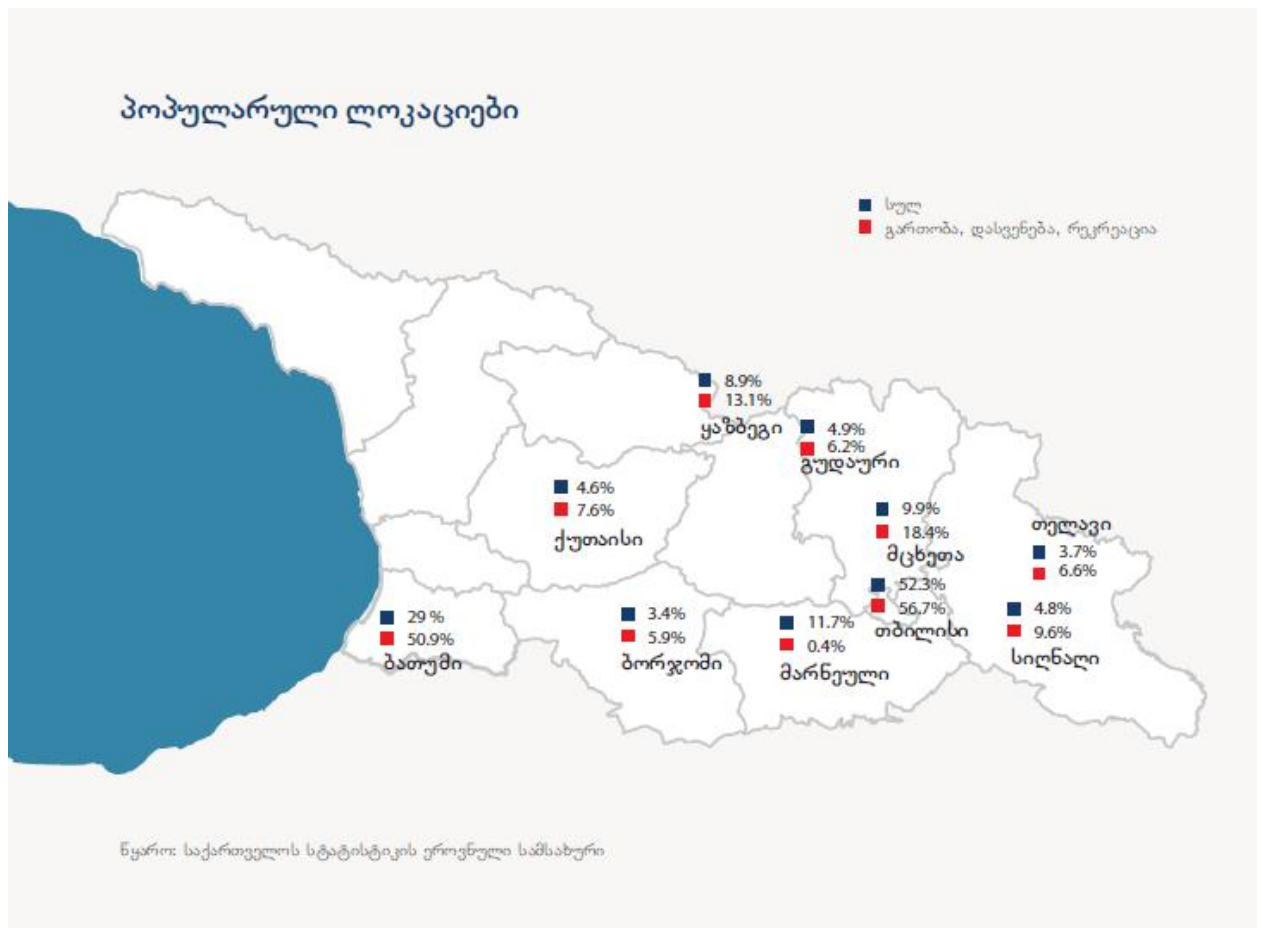 პოპულარული ლოკაციები
სულ
გართობა, დასვენება, რეკრეაცია
8.9%
13.1%
ყაზბეგი
4.9%
6.2%
გუდაური
4.6%
7.6%
ქუთაისი
9.9%
18.4%
მცხეთა
თელავი
3.7%
6.6%
52.3%
56.7%
თბილისი
4.8%
9.6%
სიღნაღი
29 %
50.9%
ბათუმი
3.4%
5.9%
ბორჯომი
11.7%
0.4%
მარნეული
წყარო: საქართველოს სტატისტიკის ეროვნული სამსახური